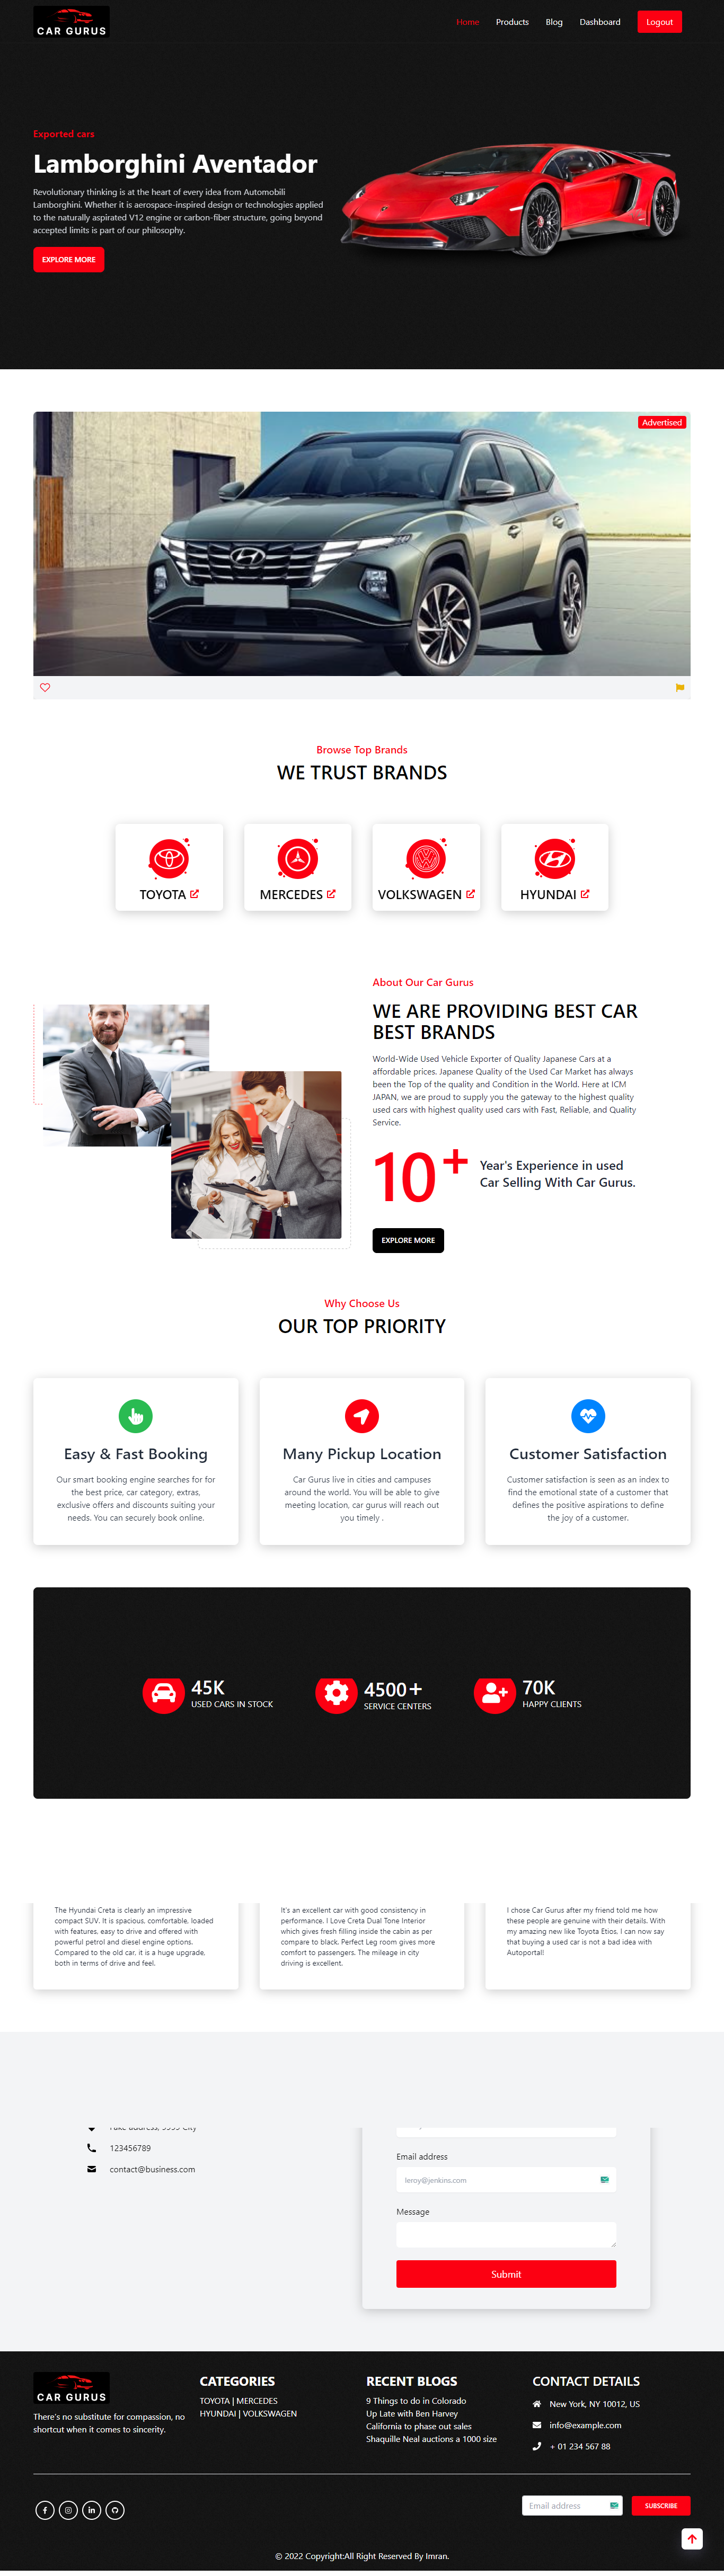 CAR GURUS
Home Products Blog Dashboard Logout
Exported cars
Lamborghini Aventador
Revolutionary thinking is at the heart of every idea from Automobili
Lamborghini. Whether it is aerospace-inspired design or technologies applied
to the naturally aspirated V12 engine or carbon-fiber structure, going beyond
accepted limits is part of our philosophy.
EXPLORE MORE
Advertised
Browse Top Brands
WE TRUST BRANDS
TOYOTA
MERCEDES
VOLKSWAGEN
HYUNDAI
About Our Car Gurus
WE ARE PROVIDING BEST CAR
BEST BRANDS
World-Wide Used Vehicle Exporter of Quality Japanese Cars at a
affordable prices. Japanese Quality of the Used Car Market has always
been the Top of the quality and Condition in the World. Here at ICM
JAPAN, we are proud to supply you the gateway to the highest quality
used cars with highest quality used cars with Fast, Reliable, and Quality
Service.
10+
Year's Experience in used
Car Selling With Car Gurus.
EXPLORE MORE
Why Choose Us
OUR TOP PRIORITY
Easy & Fast Booking
Our smart booking engine searches for for
the best price, car category, extras,
exclusive offers and discounts suiting your
needs. You can securely book online.
Many Pickup Location
Car Gurus live in cities and campuses
around the world. You will be able to give
meeting location, car gurus will reach out
you timely .
Customer Satisfaction
Customer satisfaction is seen as an index to
find the emotional state of a customer that
defines the positive aspirations to define
the joy of a customer.
45K
USED CARS IN STOCK
4500+
SERVICE CENTERS
70K
HAPPY CLIENTS
The Hyundai Creta is clearly an impressive
compact SUV. It is spacious, comfortable, loaded
with features, easy to drive and offered with
powerful petrol and diesel engine options.
Compared to the old car, it is a huge upgrade,
both in terms of drive and feel.
It's an excellent car with good consistency in
performance. I Love Creta Dual Tone Interior
which gives fresh filling inside the cabin as per
compare to black. Perfect Leg room gives more
comfort to passengers. The mileage in city
driving is excellent.
I chose Car Gurus after my friend told me how
these people are genuine with their details. With
my amazing new like Toyota Etios, I can now say
that buying a used car is not a bad idea with
Autoportal!
123456789
contact@business.com
Email address
leroy@jenkins.com
Message
Submit
CAR GURUS
There's no substitute for compassion, no
shortcut when it comes to sincerity.
CATEGORIES
TOYOTA | MERCEDES
HYUNDAI | VOLKSWAGEN
RECENT BLOGS
9 Things to do in Colorado
Up Late with Ben Harvey
California to phase out sales
Shaquille Neal auctions a 1000 size
CONTACT DETAILS
New York, NY 10012, US
info@example.com
+ 01 234 567 88
Email address
SUBSCRIBE
© 2022 Copyright:All Right Reserved By Imran.